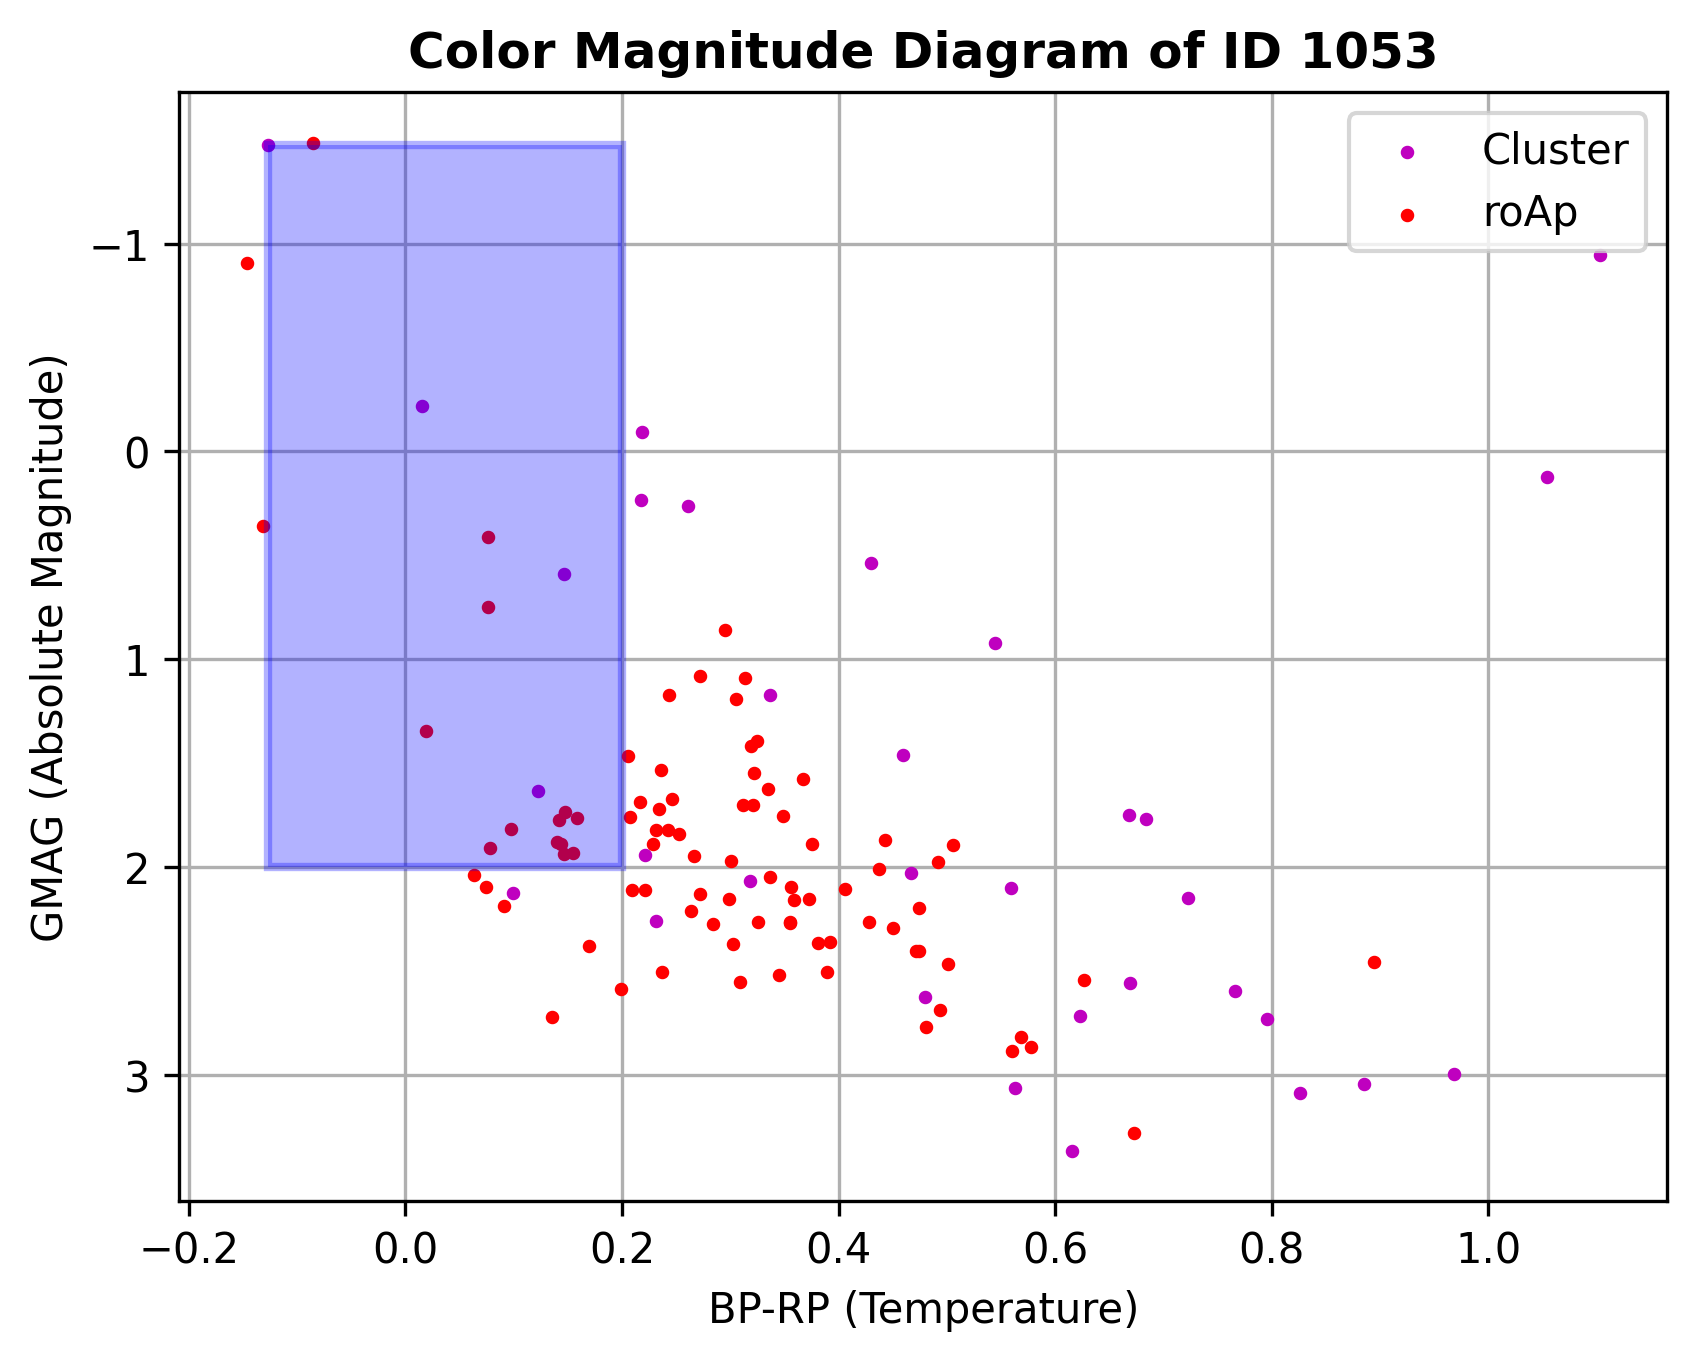 Color Magnitude Diagram of ID 1053
Cluster
roAp
GMAG (Absolute Magnitude)
−1
0
1
2
3
−0.2 0.0 0.2 0.4 0.6 0.8 1.0
BP-RP (Temperature)